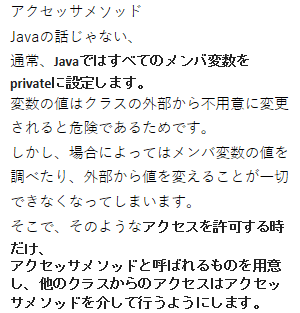 アクセッサメソッド
Javaの話じゃない、
通常、Javaではすべてのメンバ変数を
privateに設定します。
変数の値はクラスの外部から不用意に変更
されると危険であるためです。
しかし、場合によってはメンバ変数の値を
調べたり、外部から値を変えることが一切
できなくなってしまいます。
そこで、そのようなアクセスを許可する時
だけ、
アクセッサメソッドと呼ばれるものを用意
し、他のクラスからのアクセスはアクセッ
サメソッドを介して行うようにします。